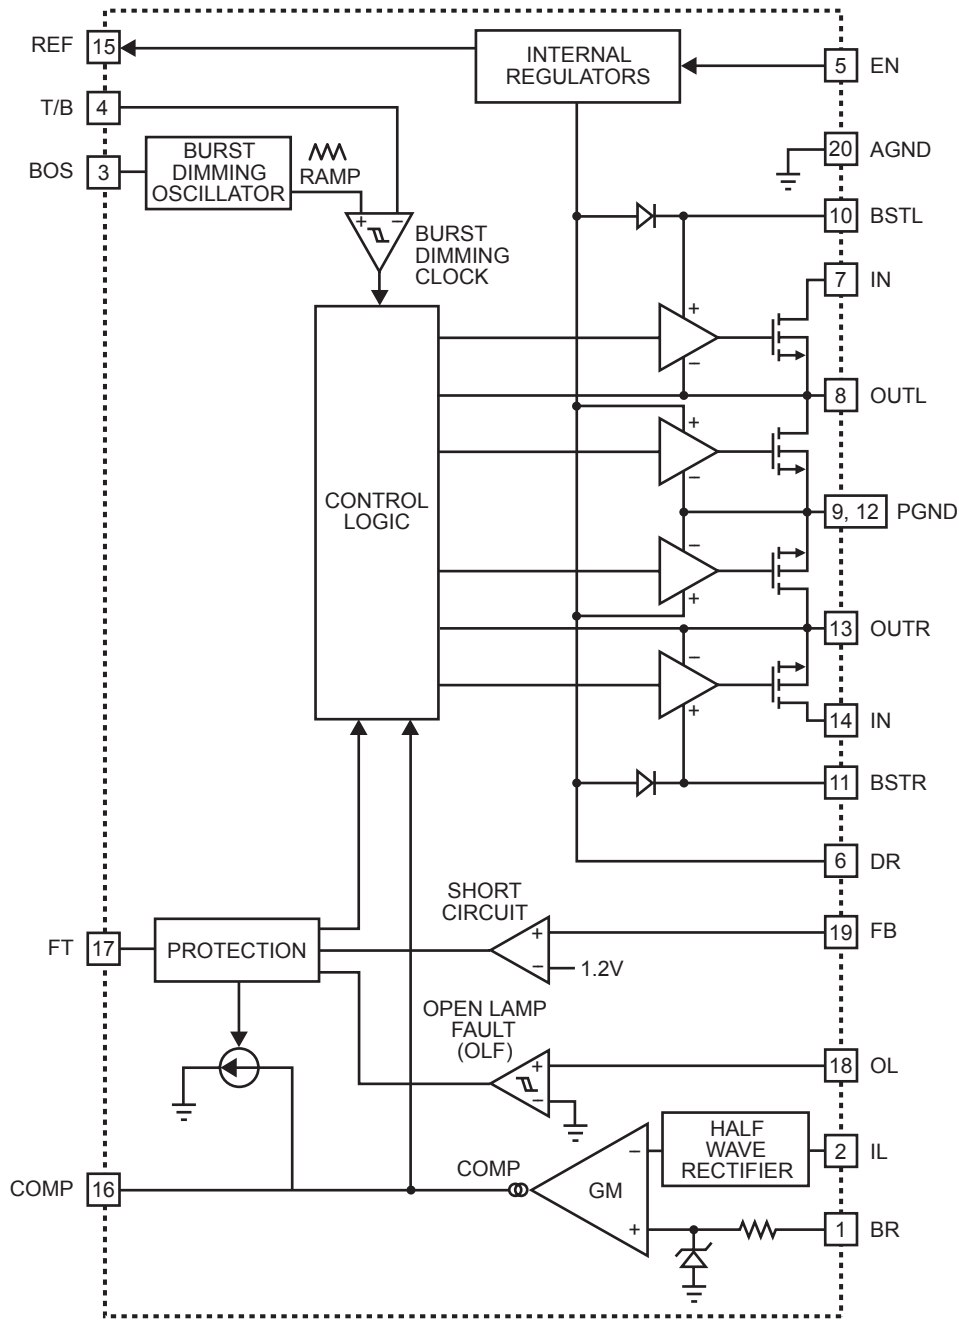 REF 15
INTERNAL
REGULATORS
5 EN
T/B 4
20 AGND
BOS 3
BURST
DIMMING
OSCILLATOR
RAMP
10 BSTL
+ −
BURST
DIMMING
CLOCK
7 IN
+
−
8 OUTL
+
−
CONTROL
LOGIC
9, 12 PGND
−
+
13 OUTR
−
+
14 IN
11 BSTR
6 DR
SHORT
CIRCUIT
FT 17
PROTECTION
+
− 1.2V
19 FB
OPEN LAMP
FAULT
(OLF)
+
−
18 OL
HALF
WAVE
RECTIFIER
2 IL
COMP 16
COMP
GM
−
+
1 BR